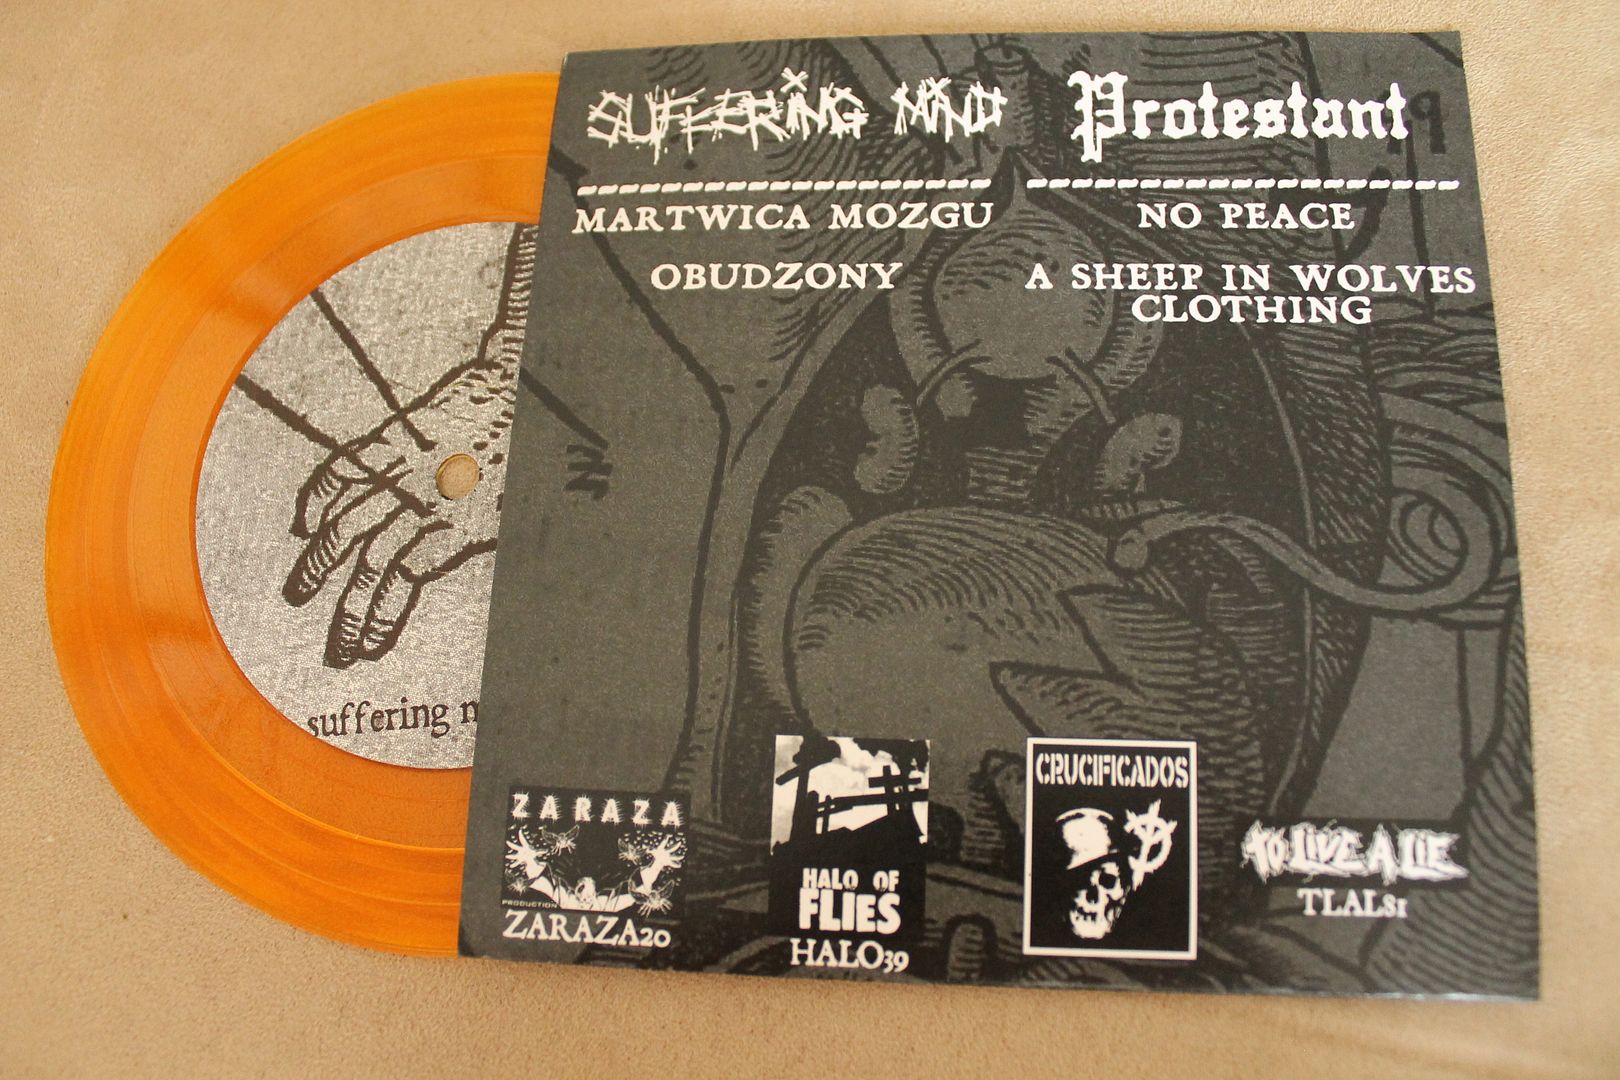 SUFFERING MIND
MARTWICA MOZGU
OBUDZONY
Protestant
NO PEACE
A SHEEP IN WOLVES
CLOTHING
suffering
ZARAZA
PRODUCTION
ZARAZA20
HALO OF
FLIES
HALO39
CRUCIFICADOS
TO LIVE A LIE
TLAL81